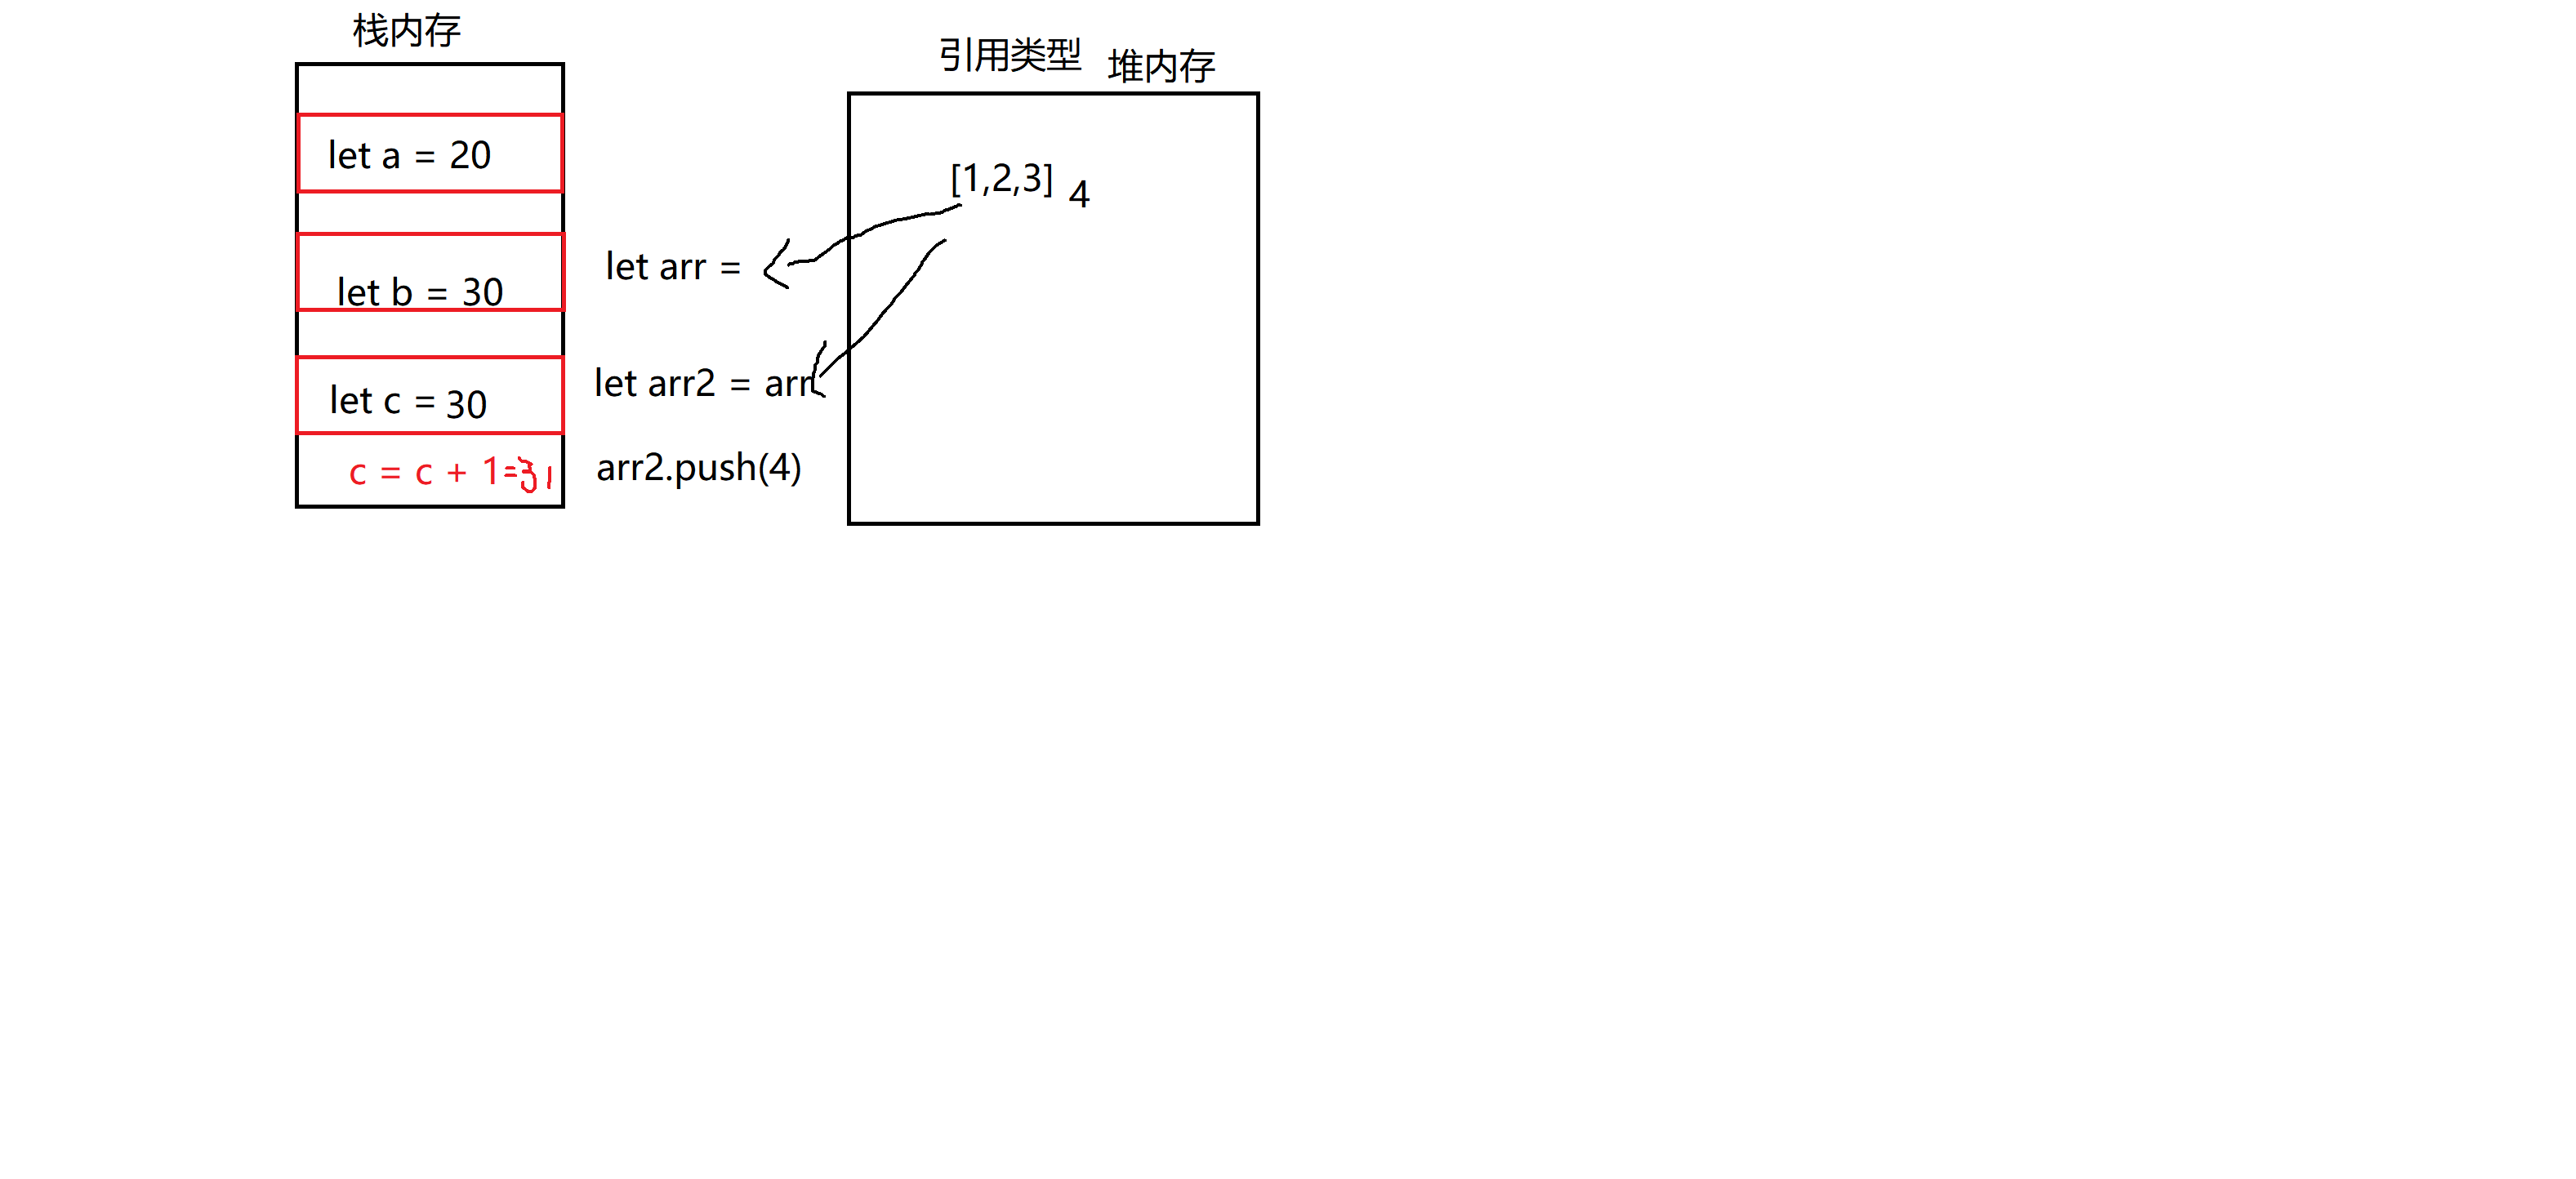 栈内存
let a = 20
let b = 30
let c = 30
c = c + 1=31
let arr =
let arr2 = arr
arr2.push(4)
引用类型 堆内存
[1,2,3] 4